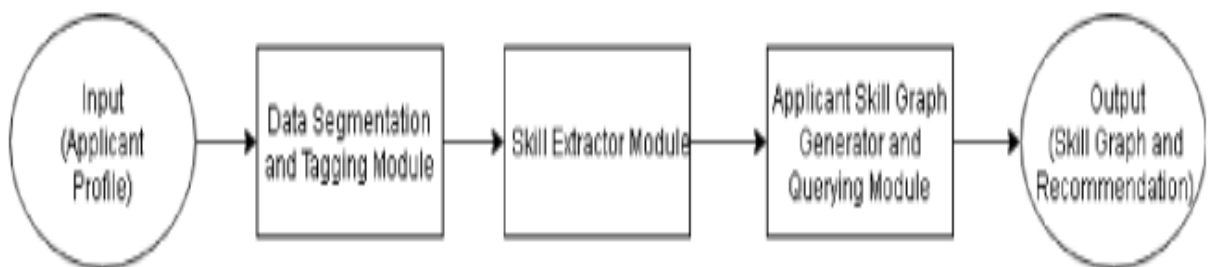 Input
(Applicant
Profile)
Data Segmentation
and Tagging Module
Skill Extractor Module
Applicant Skill Graph
Generator and
Querying Module
Output
(Skill Graph and
Recommendation)